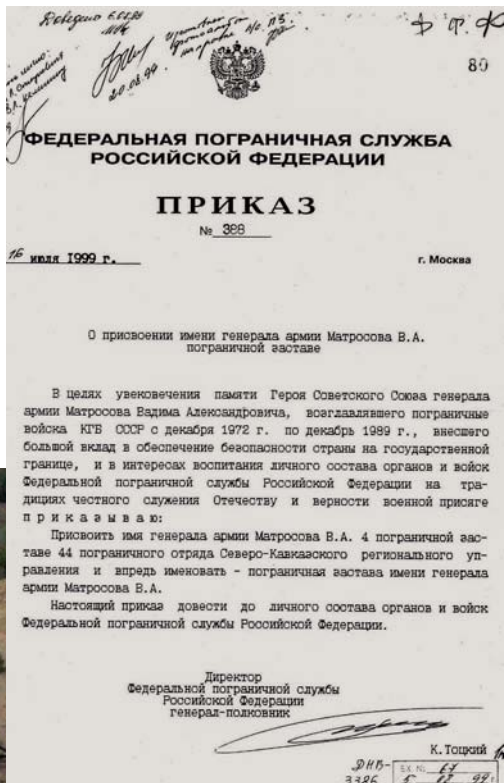 Доведено
20.08.99
80
ФЕДЕРАЛЬНАЯ ПОГРАНИЧНАЯ СЛУЖБА
РОССИЙСКОЙ ФЕДЕРАЦИИ
ПРИКАЗ
№ 388
16 июля 1999 г. г. Москва
О присвоении имени генерала армии Матросова В.А.
пограничной заставе
В целях увековечения памяти Героя Советского Союза генерала
армии Матросова Вадима Александровича, возглавлявшего пограничные
войска КГБ СССР с декабря 1972 г. по декабрь 1989 г., внесшего
большой вклад в обеспечение безопасности страны на государственной
границе, и в интересах воспитания личного состава органов и войск
Федеральной пограничной службы Российской Федерации на тра-
дициях честного служения Отечеству и верности военной присяге
п р и к а з ы в а ю:
Присвоить имя генерала армии Матросова В.А. 4 пограничной зас-
таве 44 пограничного отряда Северо-Кавказского регионального уп-
равления и впредь именовать - пограничная застава имени генерала
армии Матросова В.А.
Настоящий приказ довести до личного состава органов и войск
Федеральной пограничной службы Российской Федерации.
Директор
Федеральной пограничной службы
Российской Федерации
генерал-полковник
К.Тоцкий